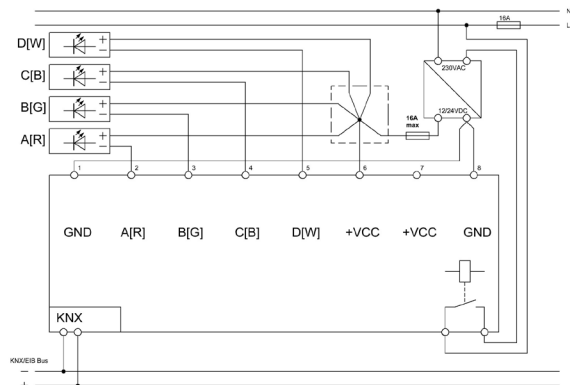 N
16A
L
D[W]
+
−
230VAC
C[B]
+
−
B[G]
+
−
12/24VDC
16A
max
A[R]
+
−
1
2
3
4
5
6
7
8
GND
A[R]
B[G]
C[B]
D[W]
+VCC
+VCC
GND
KNX
KNX/EIB Bus
−
+